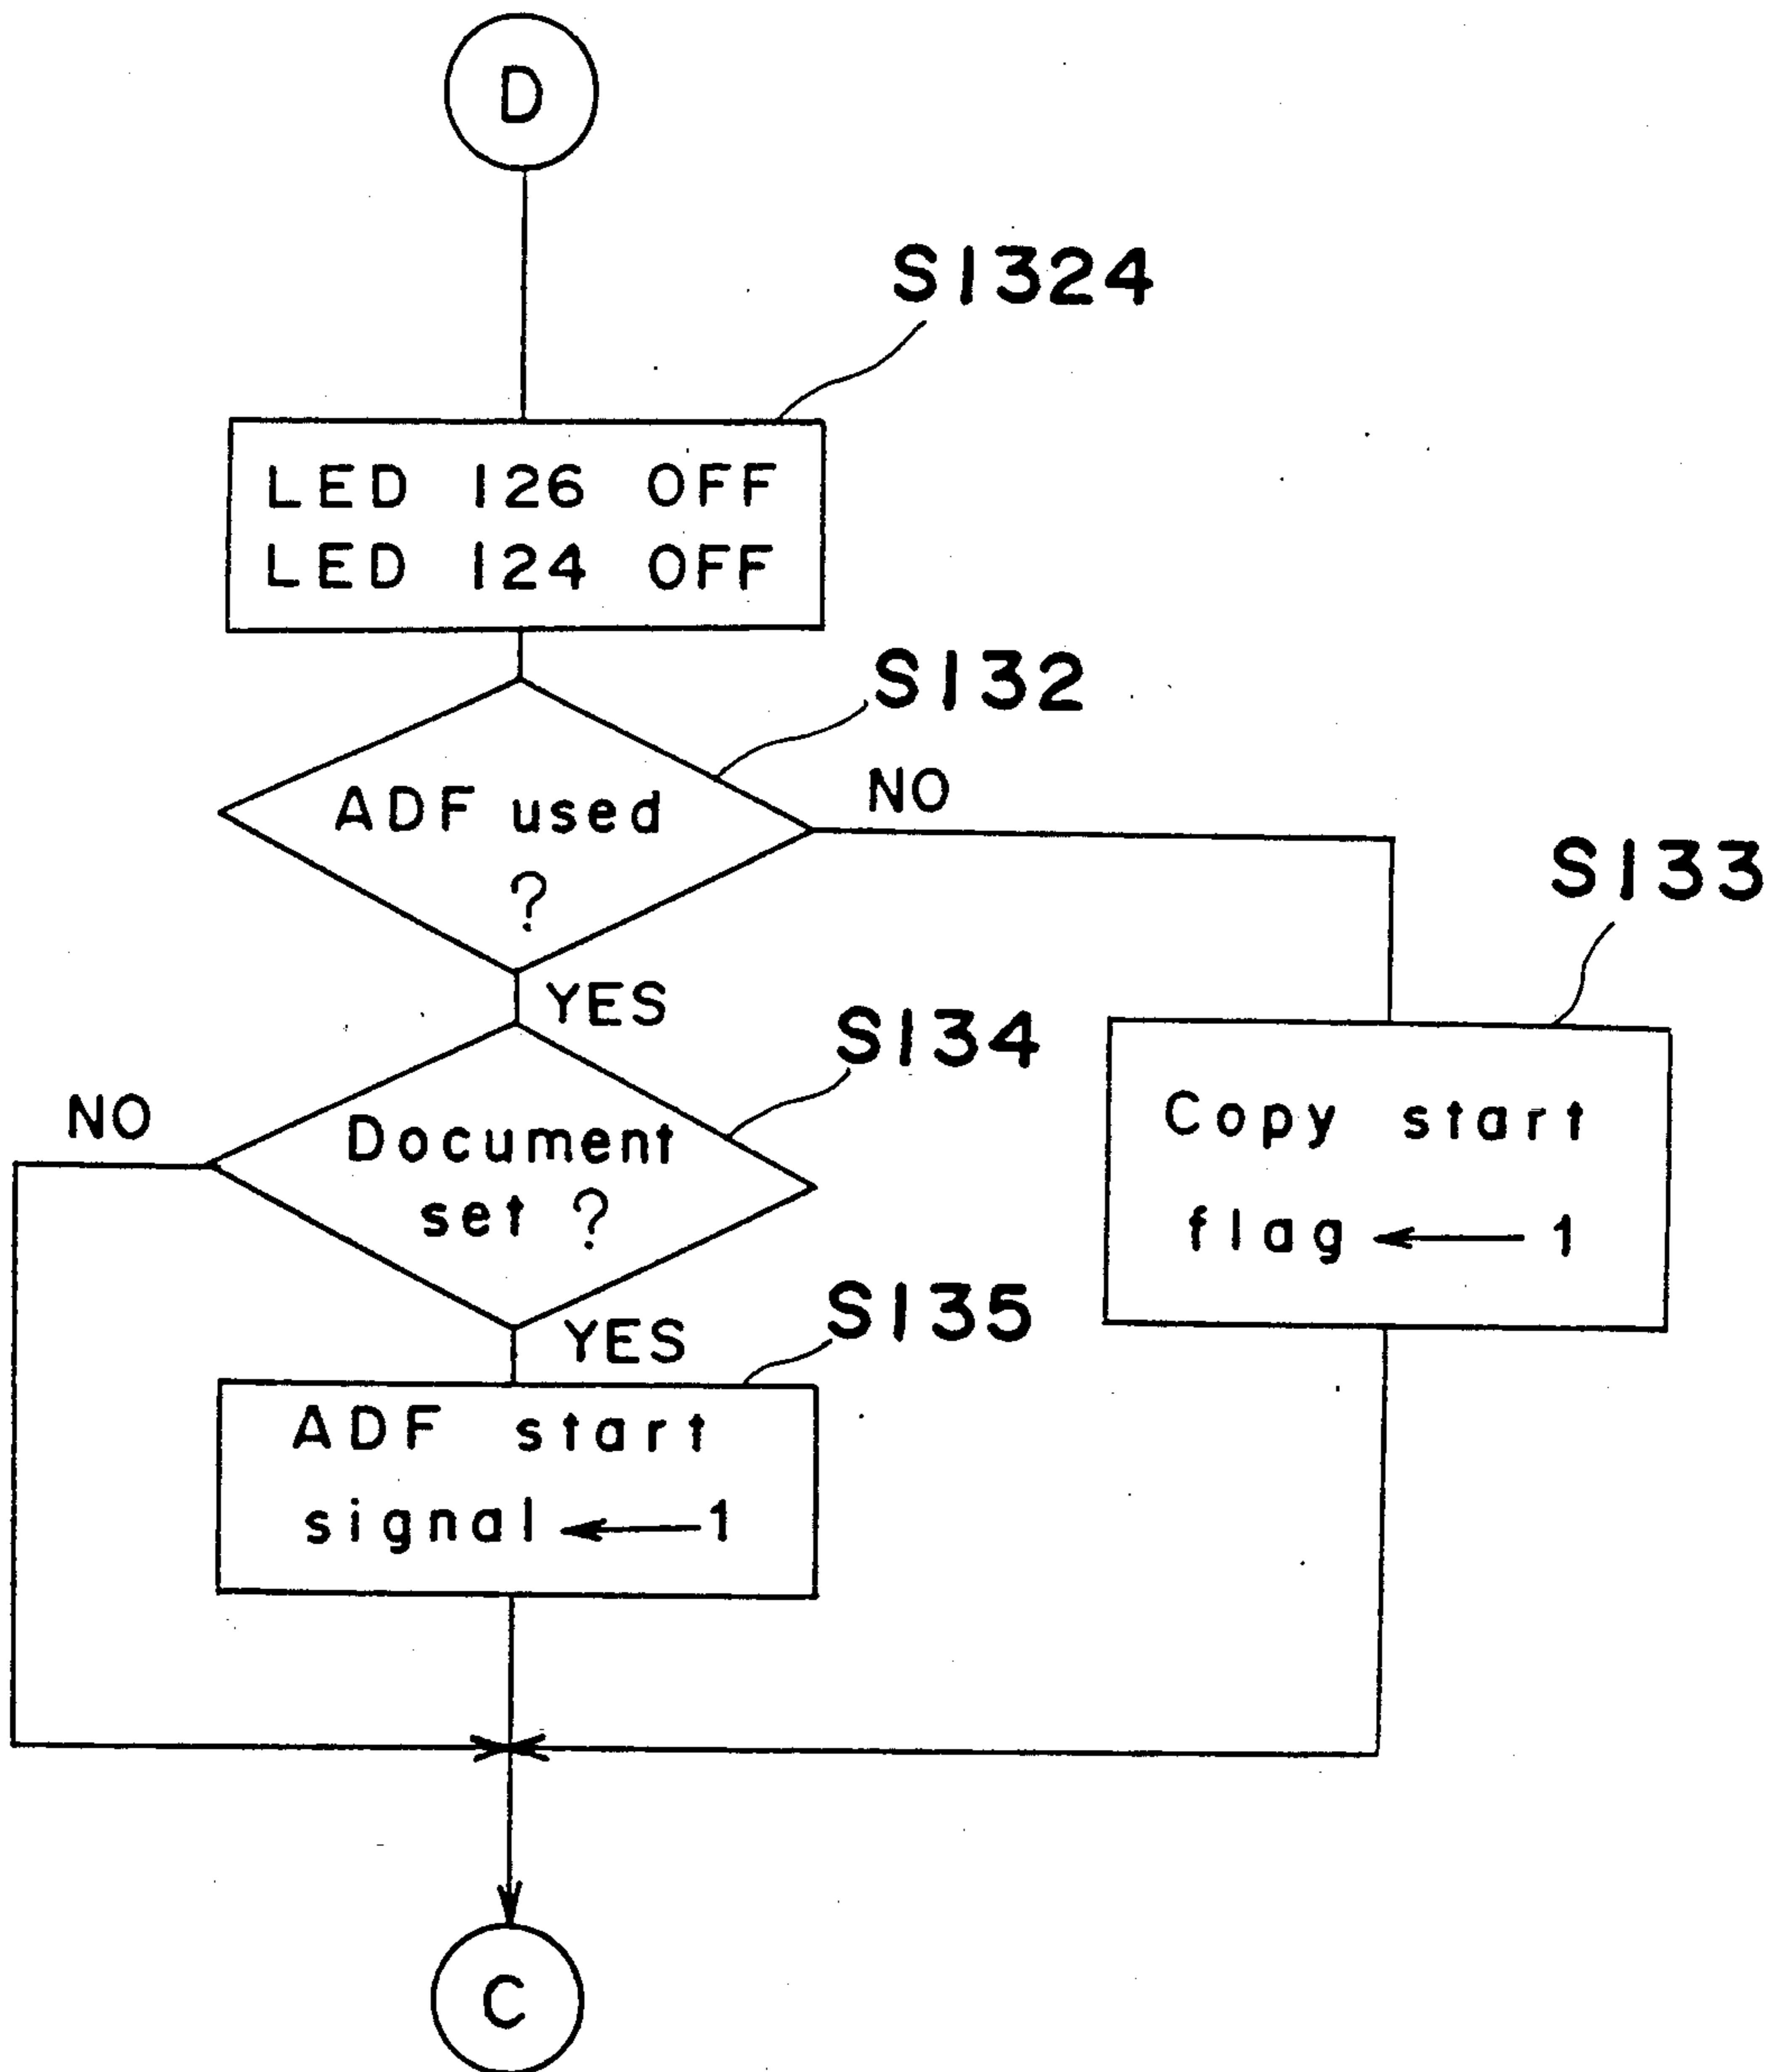 D
S1324
LED 126 OFF
LED 124 OFF
S132
ADF used
?
NO
S133
YES
S134
NO
Document
set ?
Copy start
flag ← 1
YES
S135
ADF start
signal ← 1
C